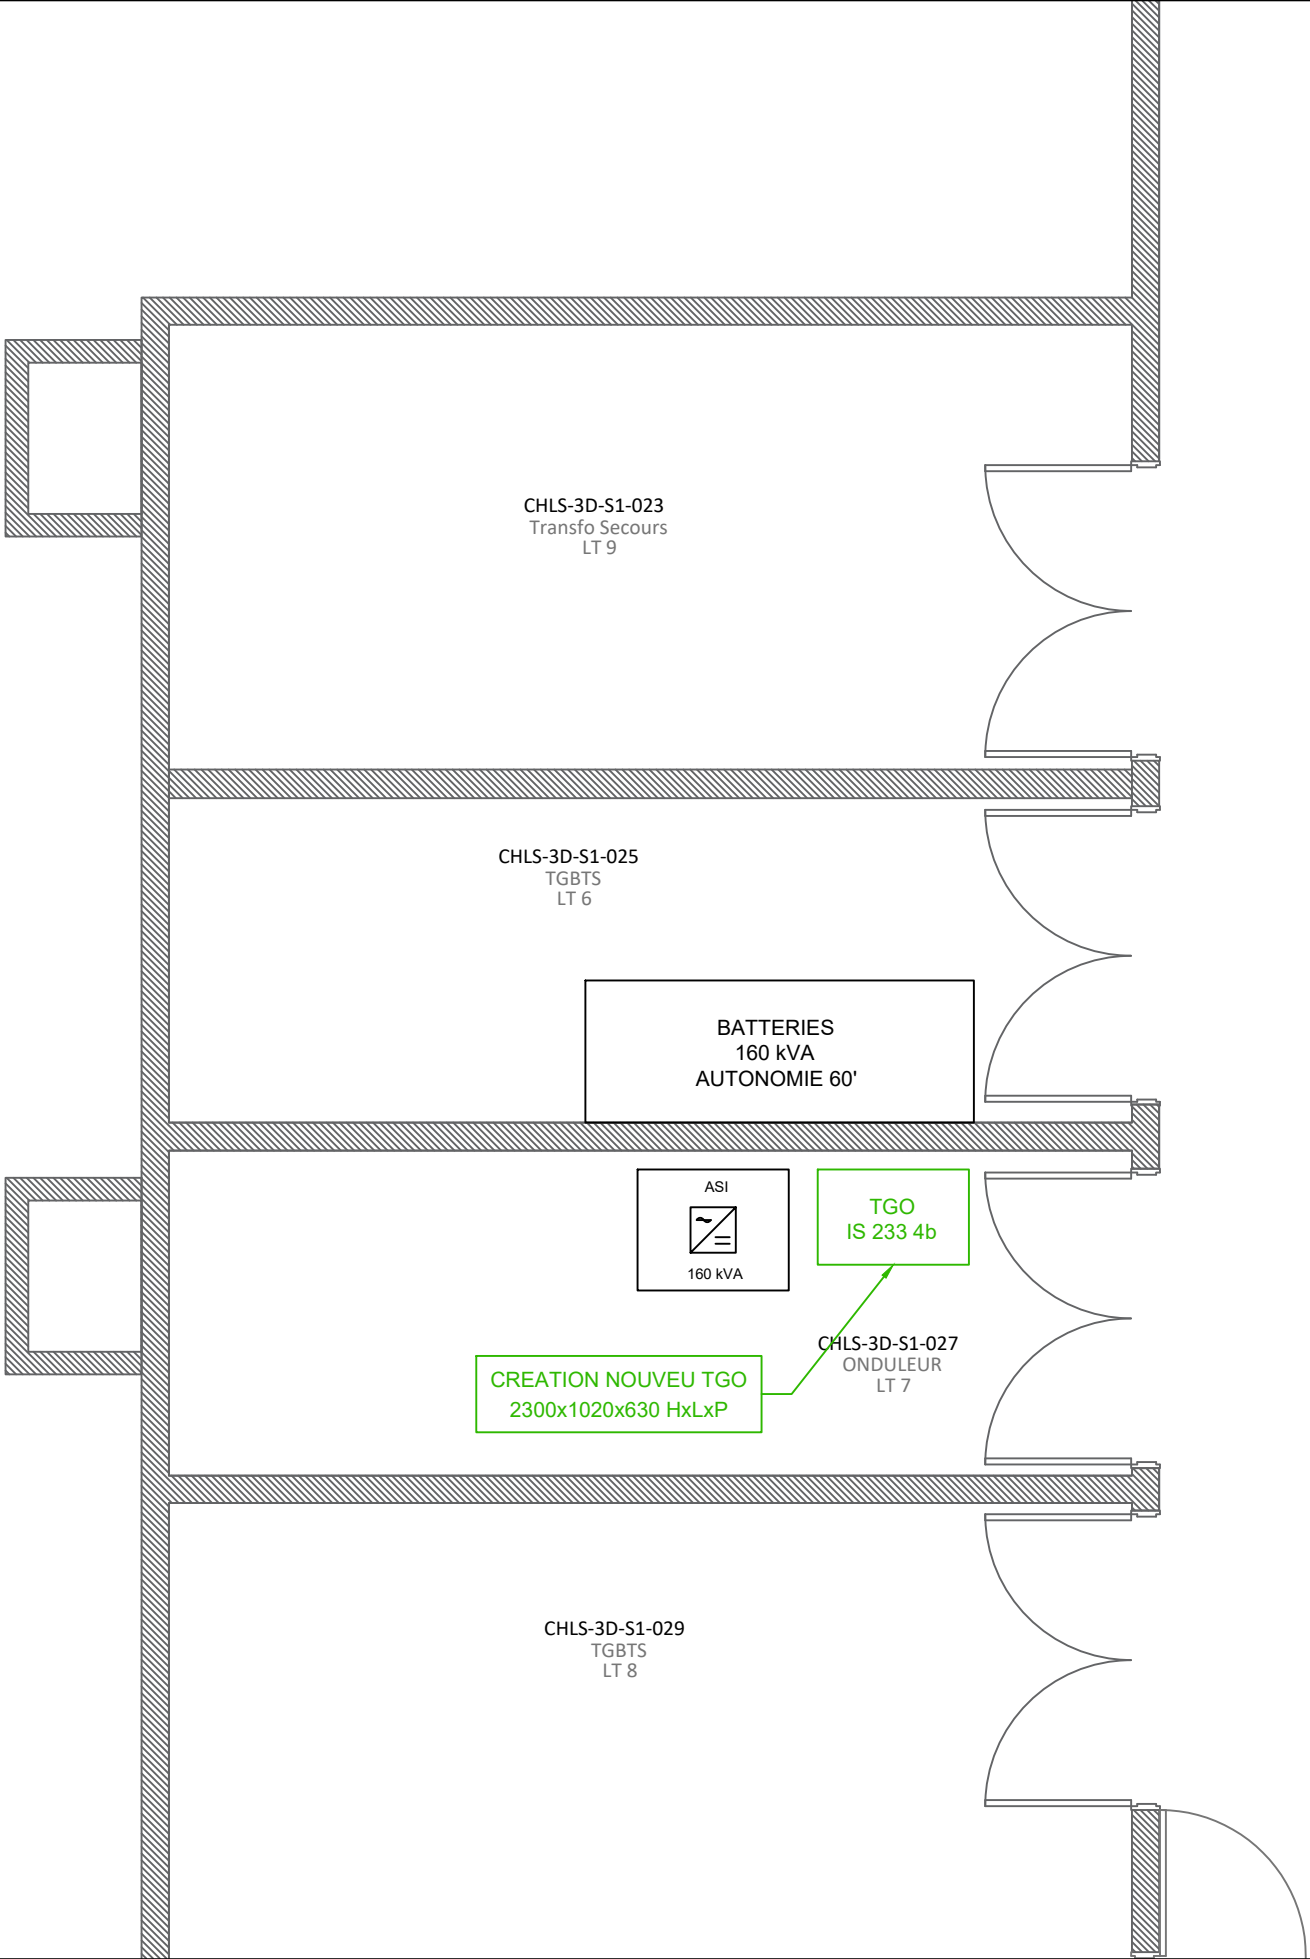 CHLS-3D-S1-023
Transfo Secours
LT 9
CHLS-3D-S1-025
TGBTS
LT 6
BATTERIES
160 kVA
AUTONOMIE 60'
ASI
160 kVA
TGO
IS 233 4b
CHLS-3D-S1-027
ONDULEUR
LT 7
CREATION NOUVEU TGO
2300x1020x630 HxLxP
CHLS-3D-S1-029
TGBTS
LT 8